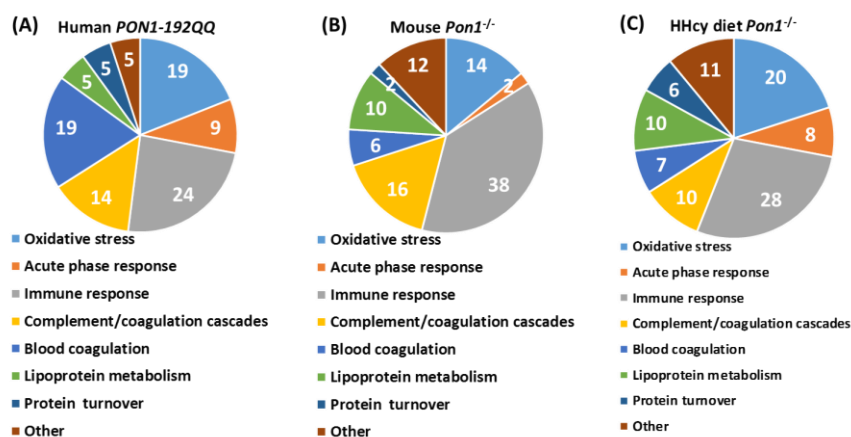 (A)
Human PON1-192QQ
19
9
24
14
19
5
5
5
Oxidative stress
Acute phase response
Immune response
Complement/coagulation cascades
Blood coagulation
Lipoprotein metabolism
Protein turnover
Other
(B)
Mouse Pon1-/-
14
2
38
16
6
10
2
12
Oxidative stress
Acute phase response
Immune response
Complement/coagulation cascades
Blood coagulation
Lipoprotein metabolism
Protein turnover
Other
(C)
HHcy diet Pon1-/-
20
8
28
10
7
10
6
11
Oxidative stress
Acute phase response
Immune response
Complement/coagulation cascades
Blood coagulation
Lipoprotein metabolism
Protein turnover
Other